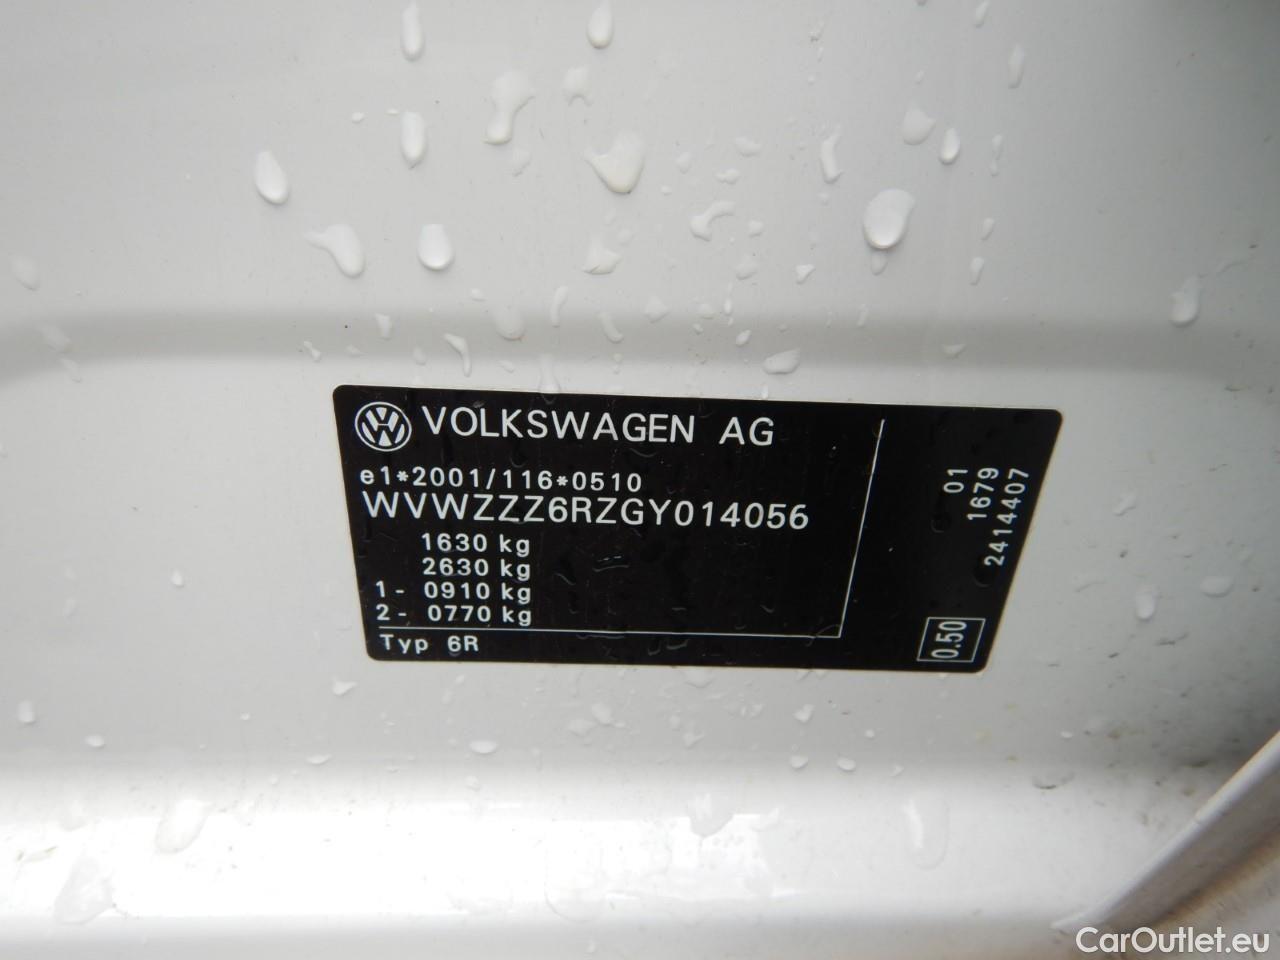 VOLKSWAGEN AG
e1*2001/116*0510
WVWZZZ6RZGY014056
1630 kg
2630 kg
1- 0910 kg
2- 0770 kg
Typ 6R
01
1679
2414407
0.50
CarOutlet.eu